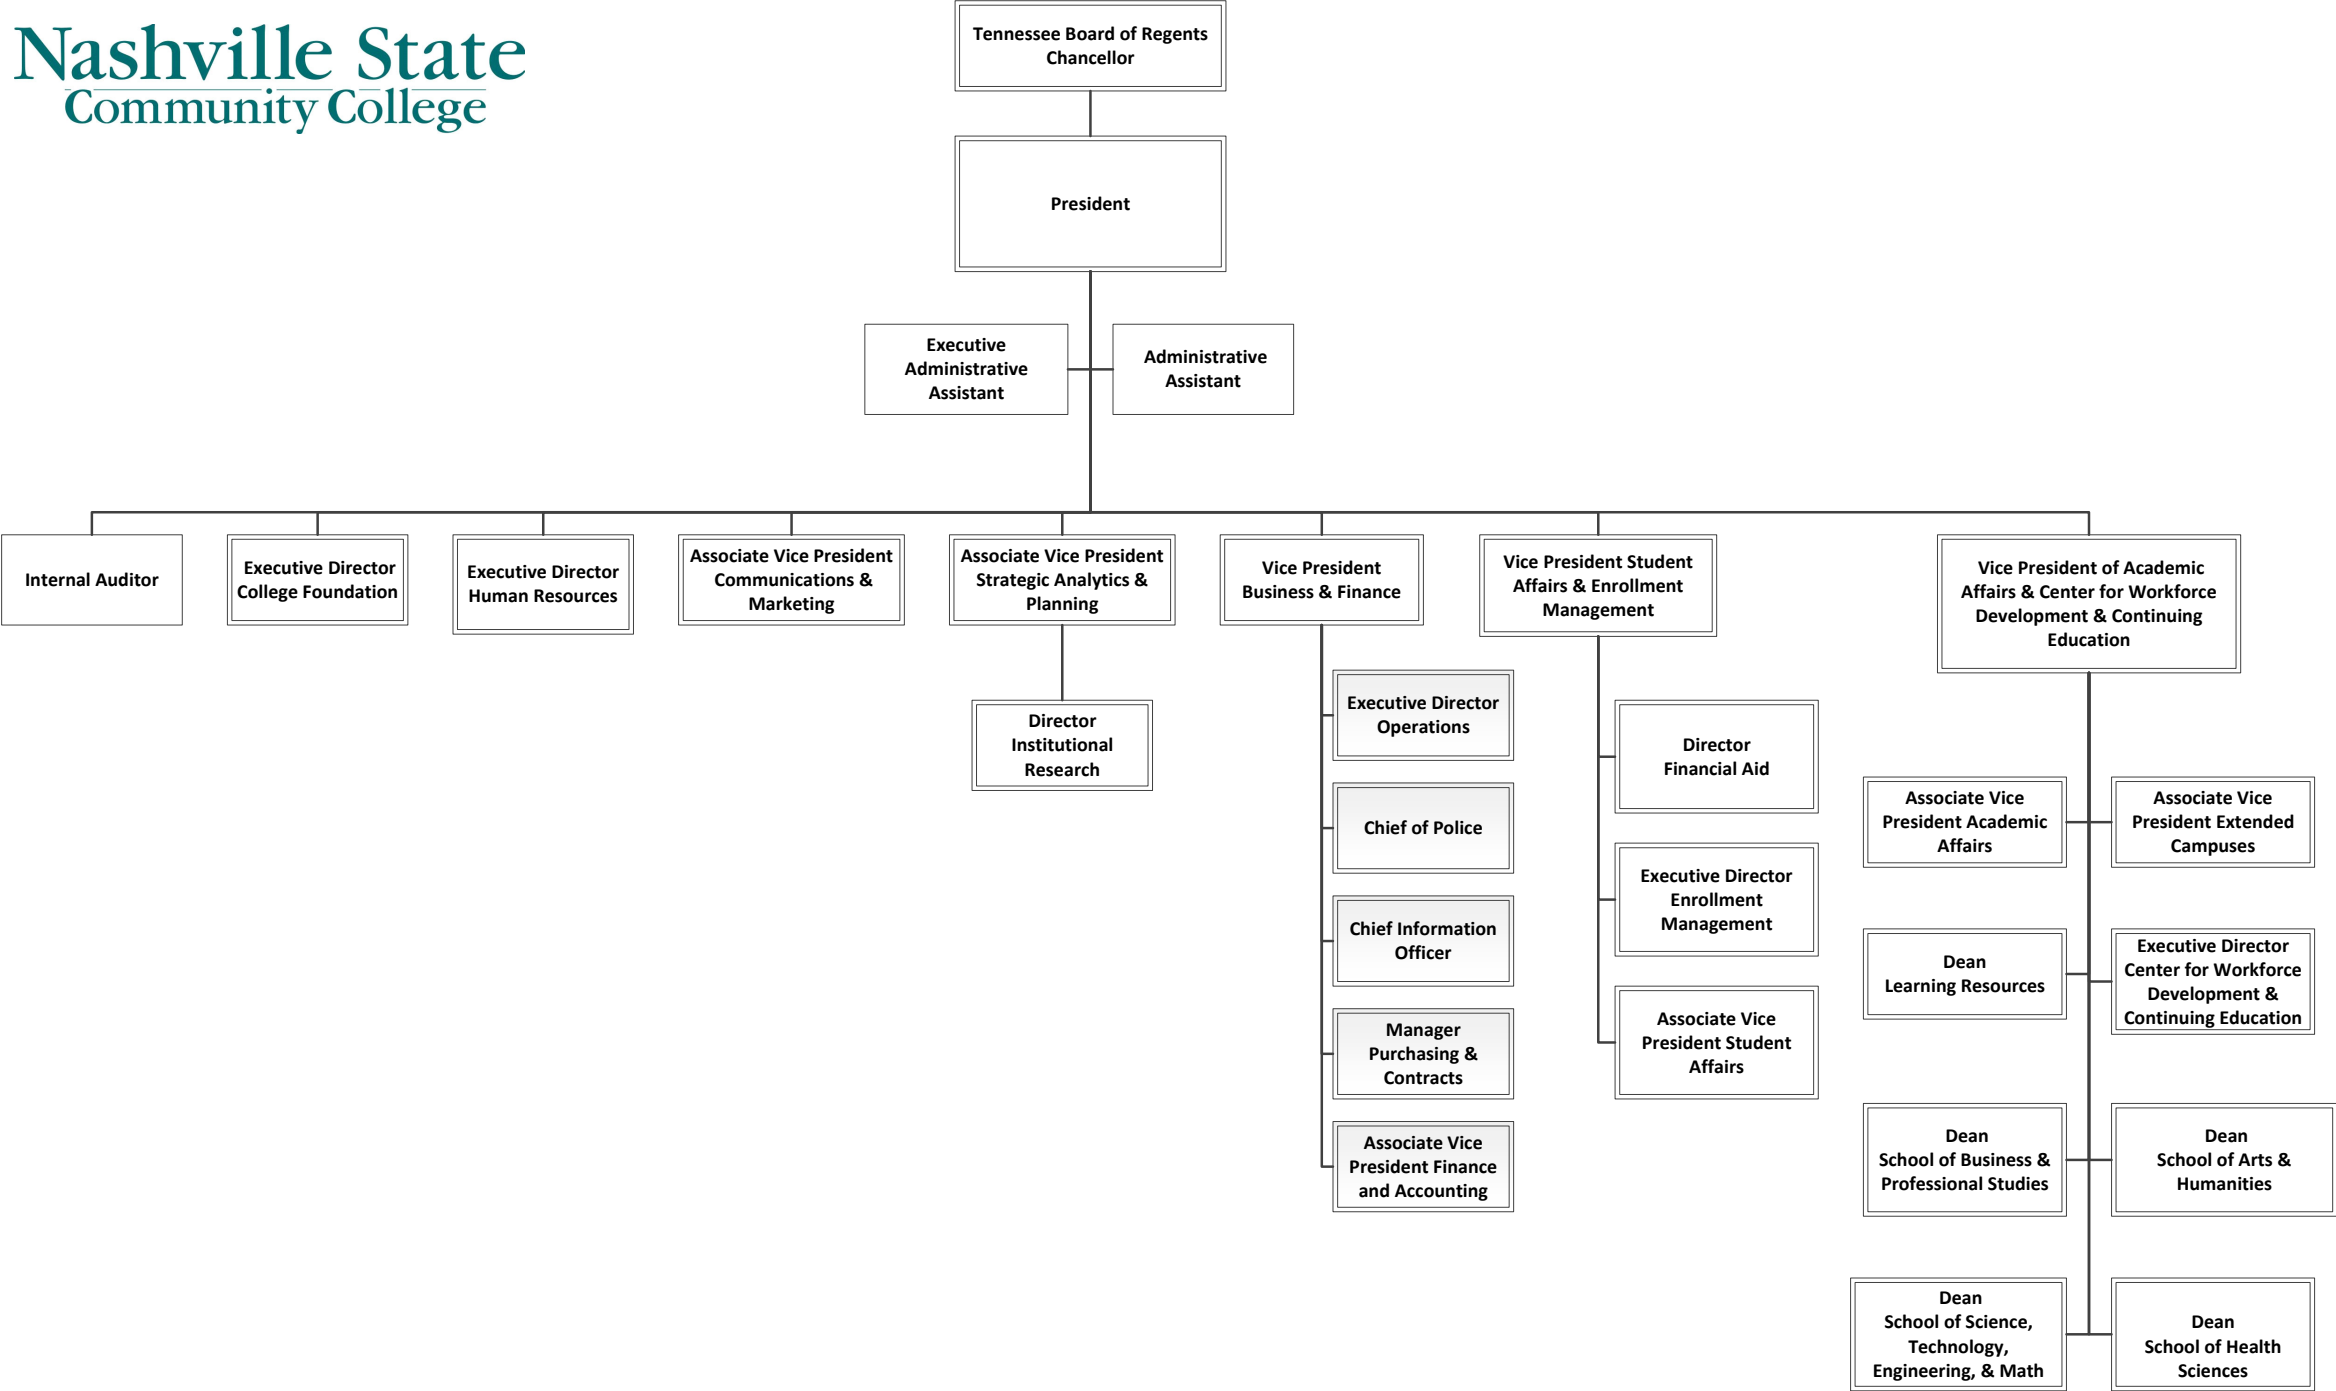 Nashville State
Community College
Tennessee Board of Regents
Chancellor
President
Executive
Administrative
Assistant
Administrative
Assistant
Internal Auditor
Executive Director
College Foundation
Executive Director
Human Resources
Associate Vice President
Communications &
Marketing
Associate Vice President
Strategic Analytics &
Planning
Vice President
Business & Finance
Vice President Student
Affairs & Enrollment
Management
Vice President of Academic
Affairs & Center for Workforce
Development & Continuing
Education
Director
Institutional
Research
Executive Director
Operations
Chief of Police
Chief Information
Officer
Manager
Purchasing &
Contracts
Associate Vice
President Finance
and Accounting
Director
Financial Aid
Executive Director
Enrollment
Management
Associate Vice
President Student
Affairs
Associate Vice
President Academic
Affairs
Associate Vice
President Extended
Campuses
Dean
Learning Resources
Executive Director
Center for Workforce
Development &
Continuing Education
Dean
School of Business &
Professional Studies
Dean
School of Arts &
Humanities
Dean
School of Science,
Technology,
Engineering, & Math
Dean
School of Health
Sciences